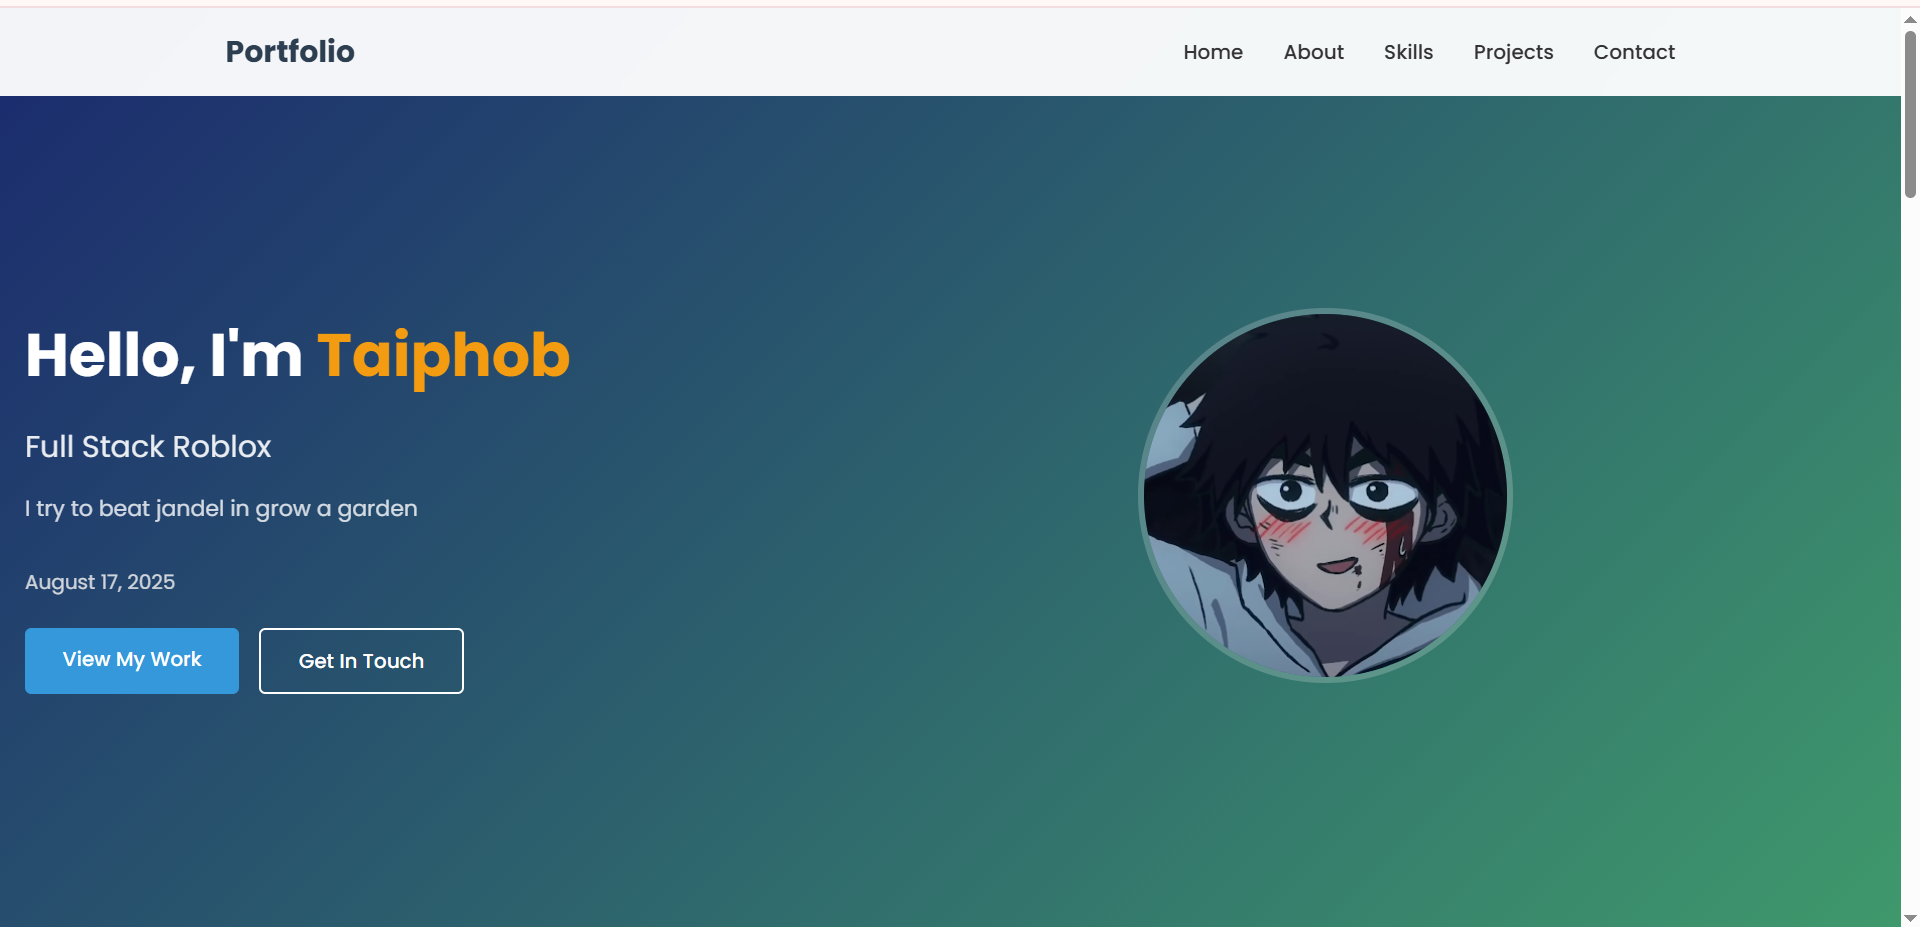 Portfolio
Home About Skills Projects Contact
Hello, I'm Taiphob
Full Stack Roblox
I try to beat jandel in grow a garden
August 17, 2025
View My Work Get In Touch